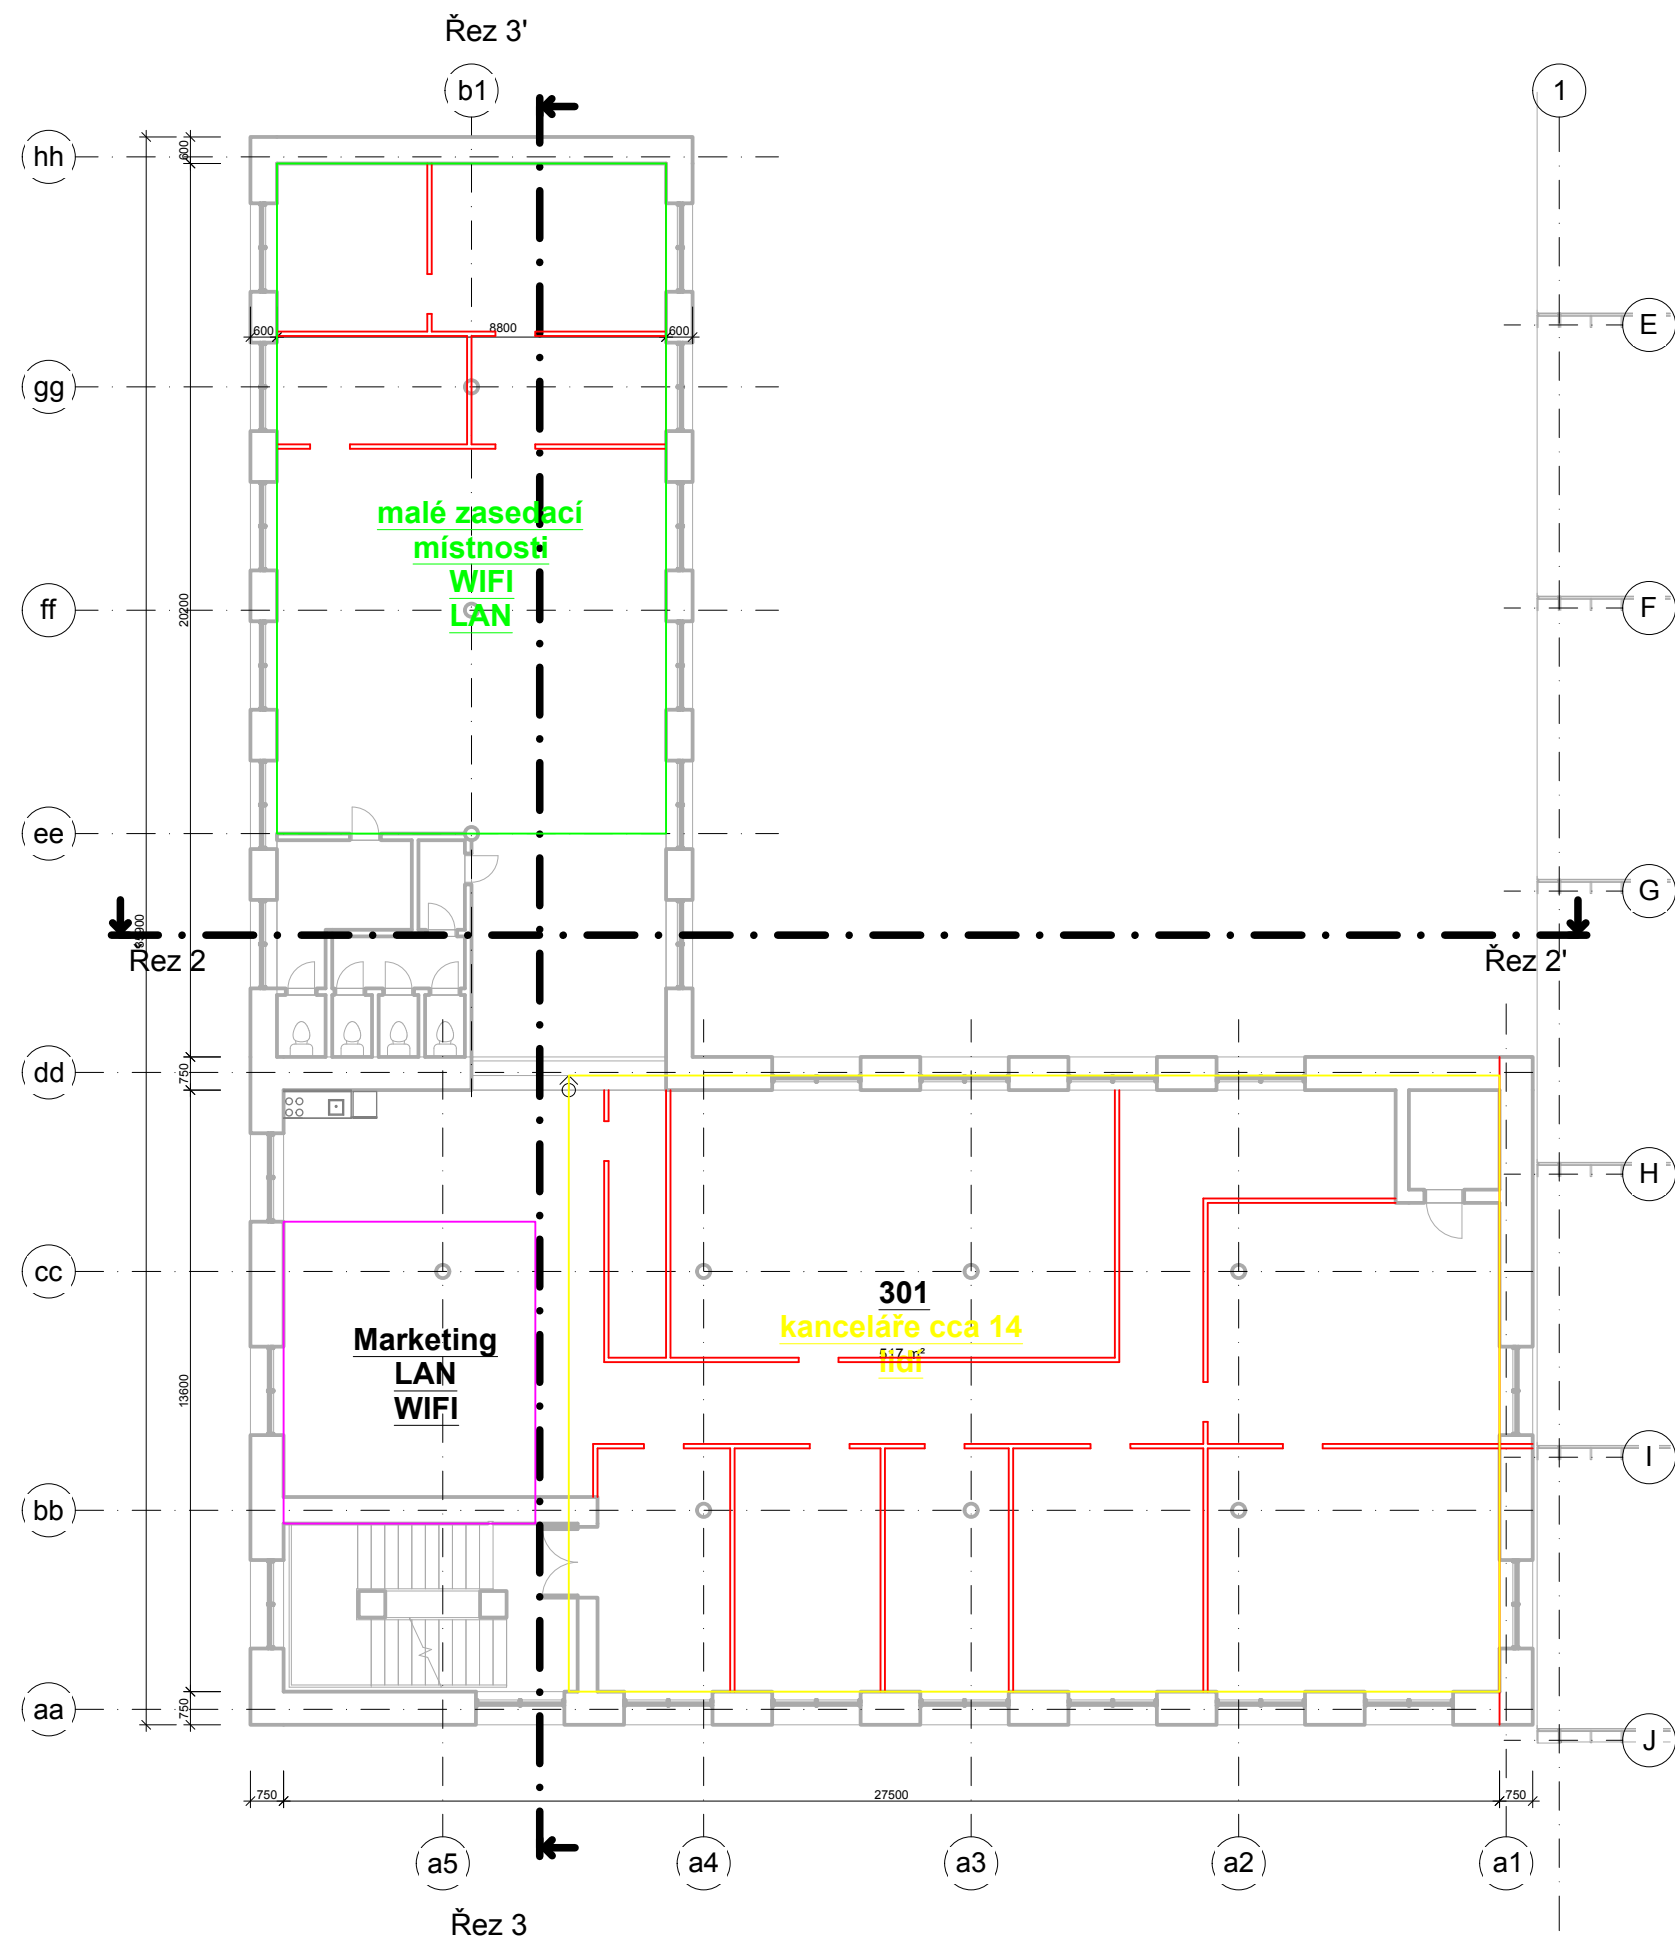 Řez 3'
b1
1
hh
600
600
8800
600
E
gg
malé zasedací
místnosti
WIFI
LAN
ff
20200
F
ee
G
Řez 2
Řez 2'
dd
750
H
cc
301
kanceláře cca 14
lidí
517 m²
Marketing
LAN
WIFI
13600
I
bb
aa
750
J
750
27500
750
a5
a4
a3
a2
a1
Řez 3